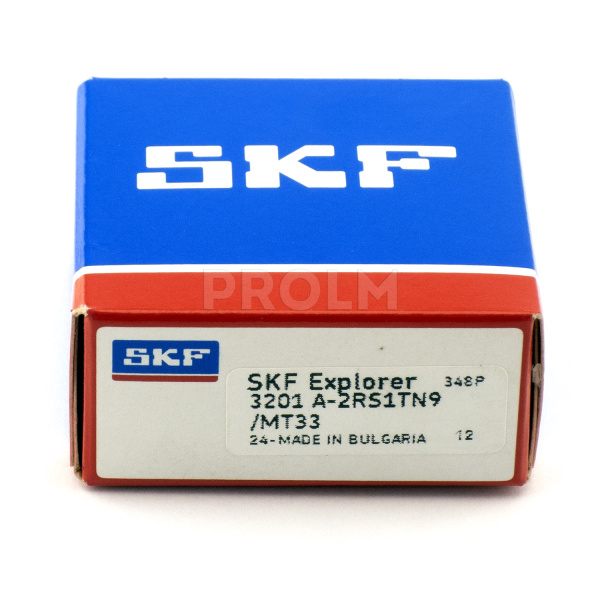 SKF
PROLM
SKF
SKF Explorer 348P
3201 A-2RS1TN9
/MT33
24-MADE IN BULGARIA 12